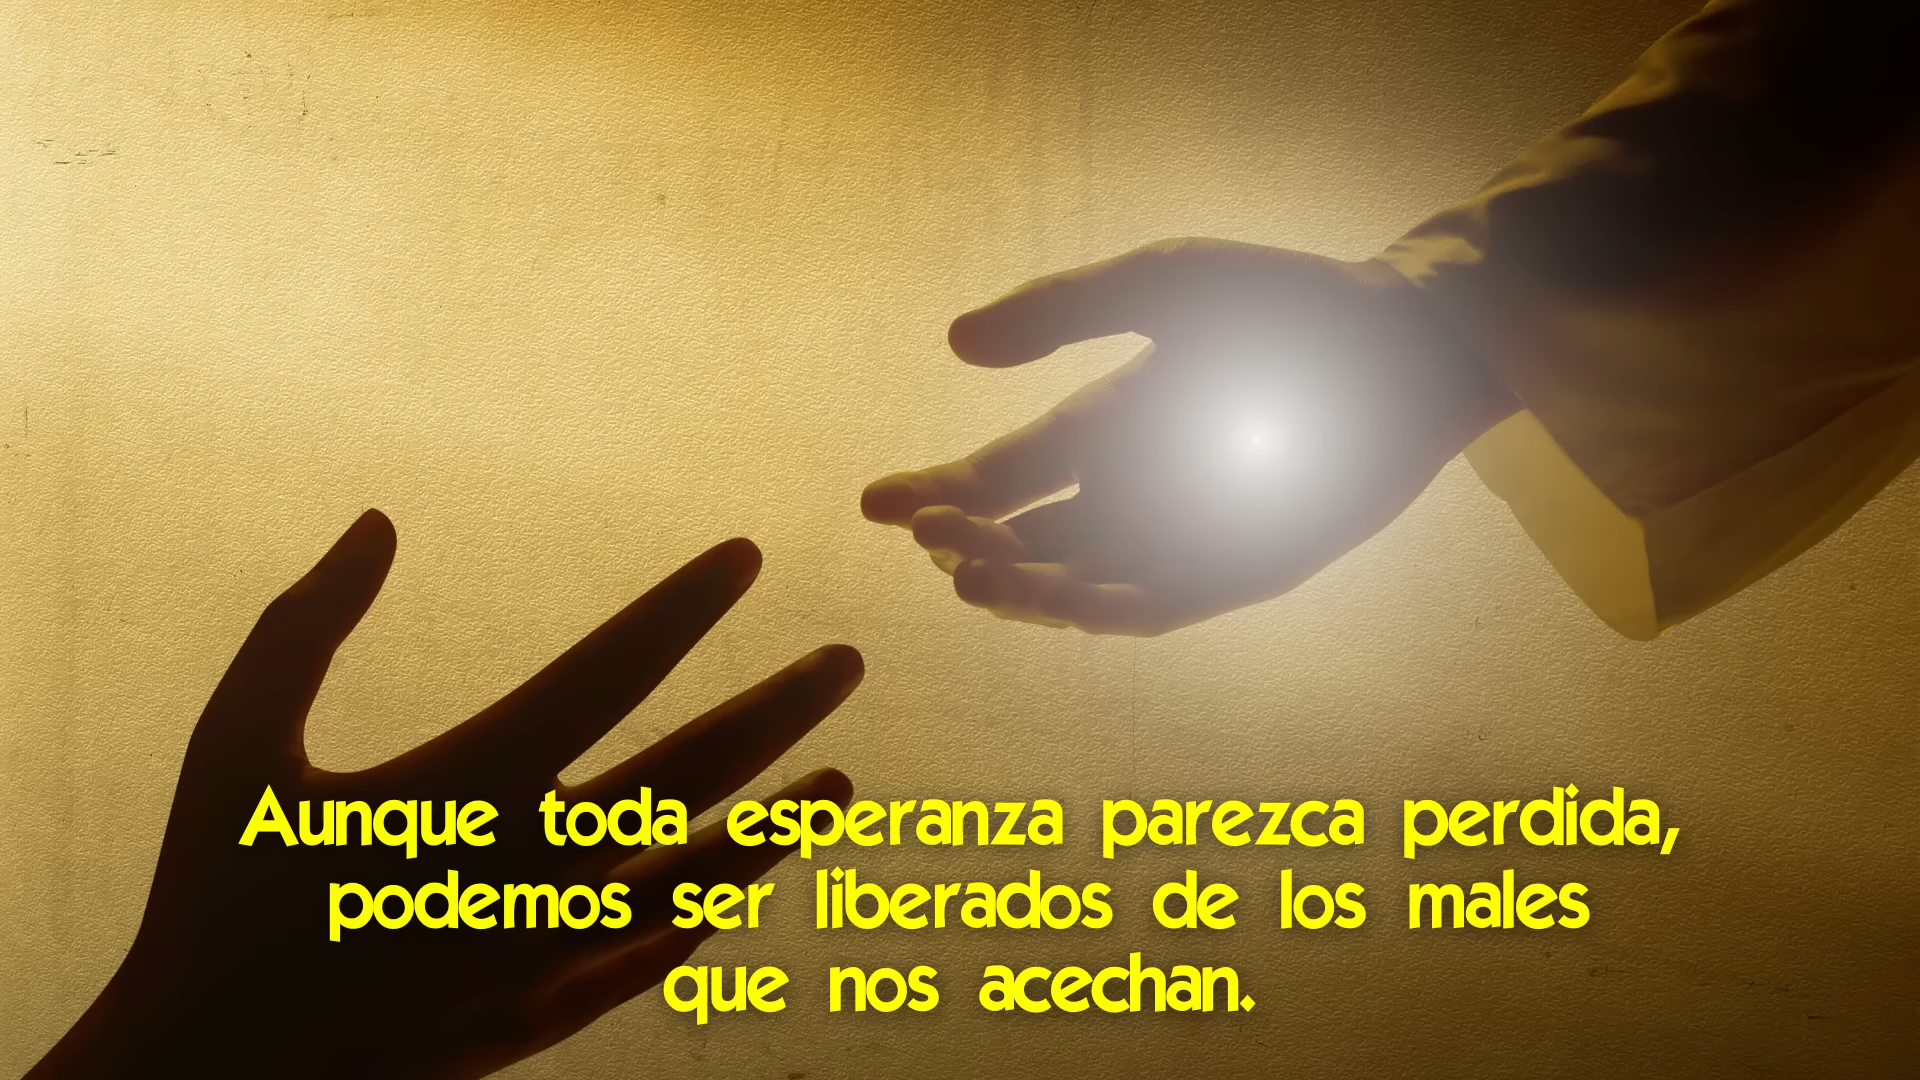 Aunque toda esperanza parezca perdida,
podemos ser liberados de los males
que nos acechan.